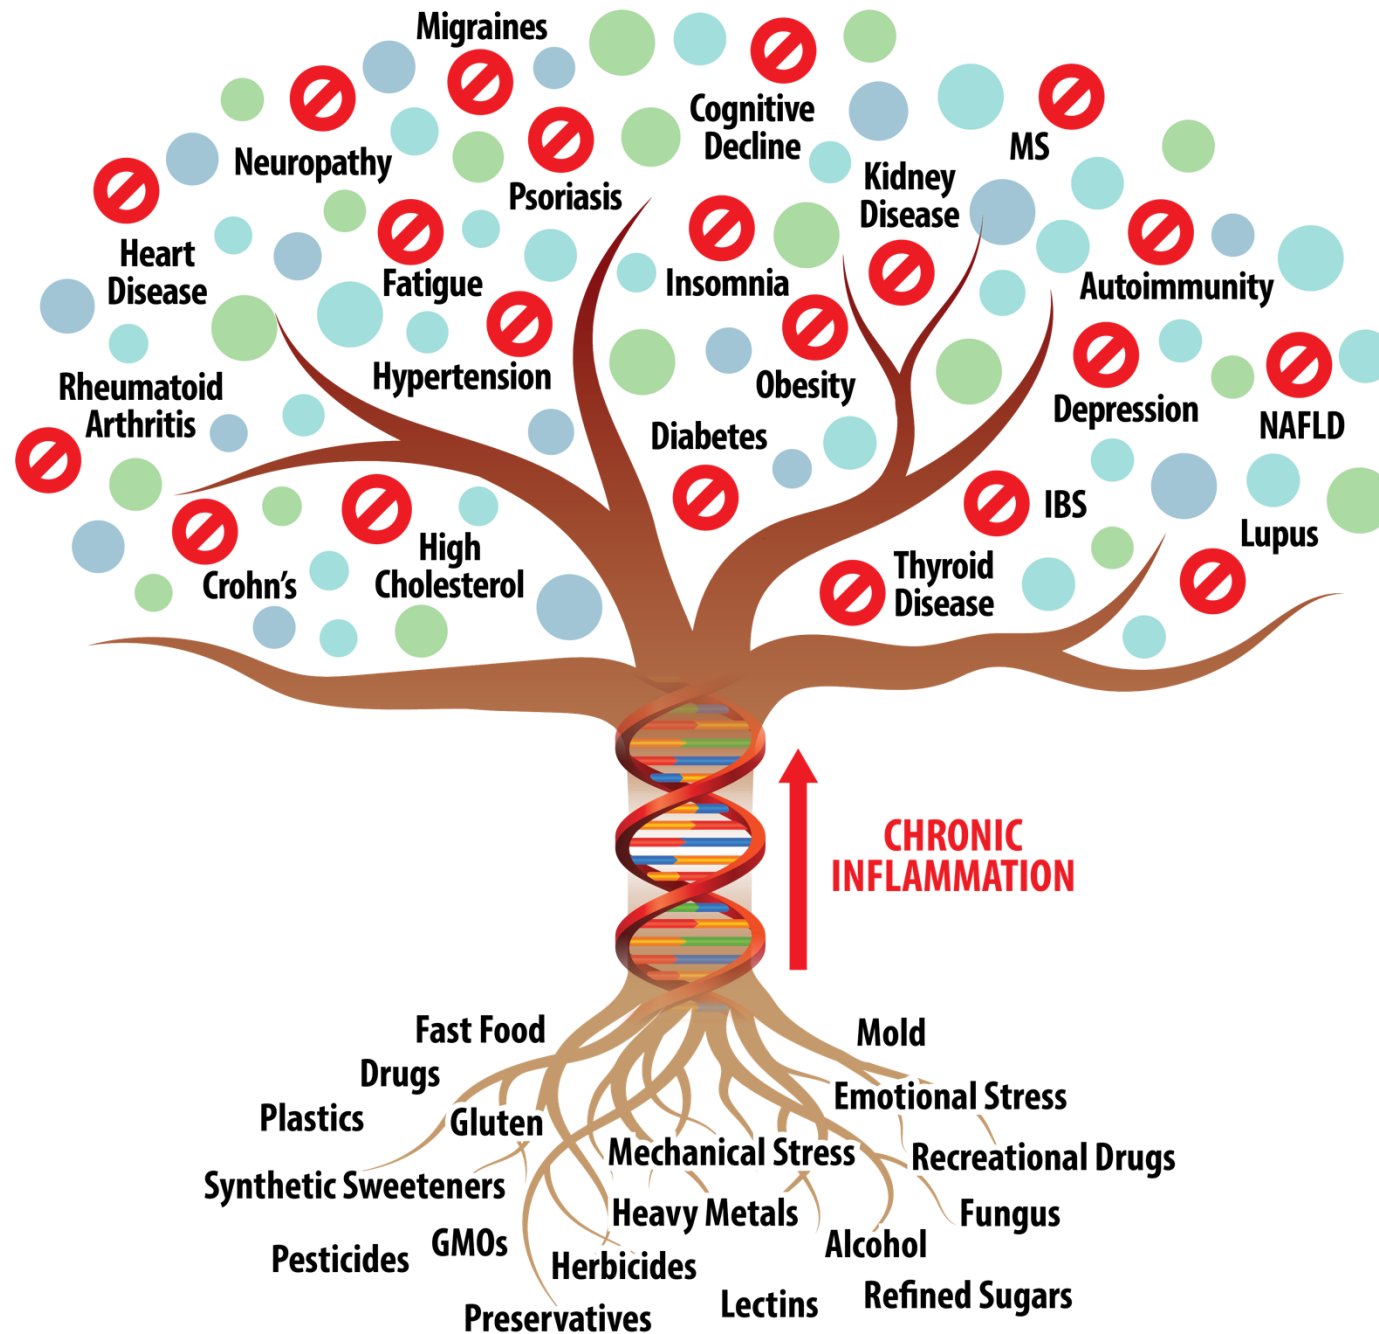 Migraines
Cognitive
Decline
MS
Neuropathy
Psoriasis
Kidney
Disease
Heart
Disease
Fatigue
Insomnia
Autoimmunity
Rheumatoid
Arthritis
Hypertension
Obesity
Depression
NAFLD
Diabetes
IBS
Lupus
High
Cholesterol
Crohn's
Thyroid
Disease
CHRONIC
INFLAMMATION
Fast Food
Mold
Drugs
Emotional Stress
Plastics
Gluten
Mechanical Stress
Recreational Drugs
Synthetic Sweeteners
Heavy Metals
Fungus
GMOs
Alcohol
Pesticides
Herbicides
Refined Sugars
Lectins
Preservatives